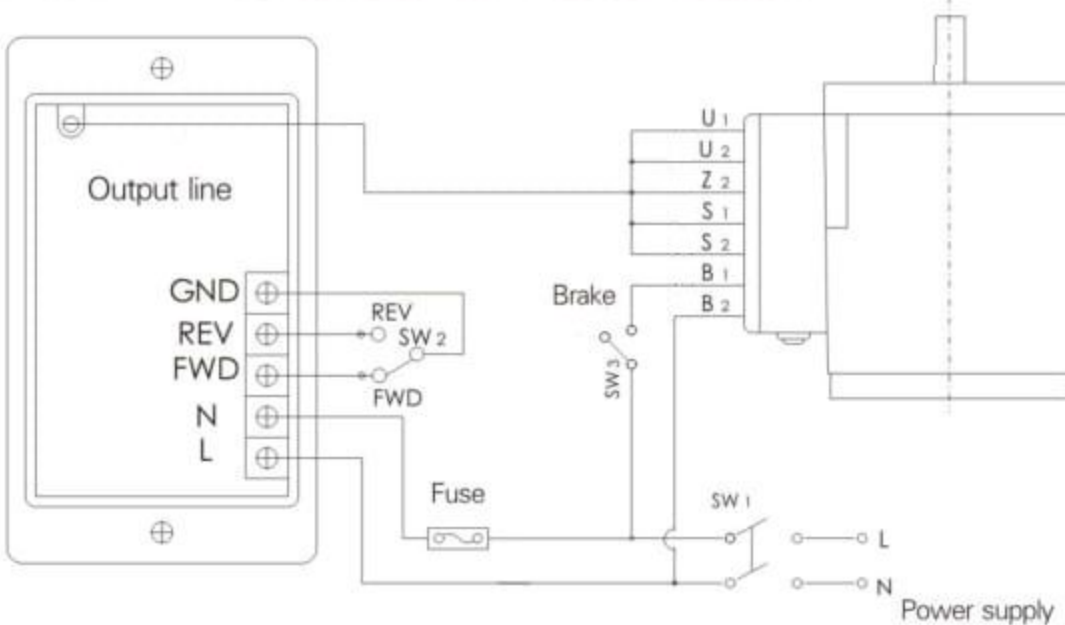 Output line
GND
REV
FWD
N
L
REV
SW 2
FWD
Fuse
Brake
SW 3
U 1
U 2
Z 2
S 1
S 2
B 1
B 2
SW 1
L
N
Power supply